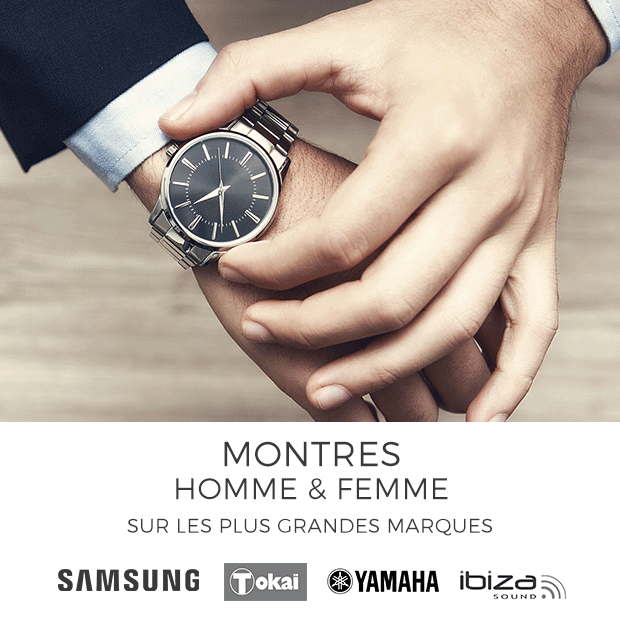 MONTRES
HOMME & FEMME
SUR LES PLUS GRANDES MARQUES
SAMSUNG Tokai YAMAHA ibiza
SOUND